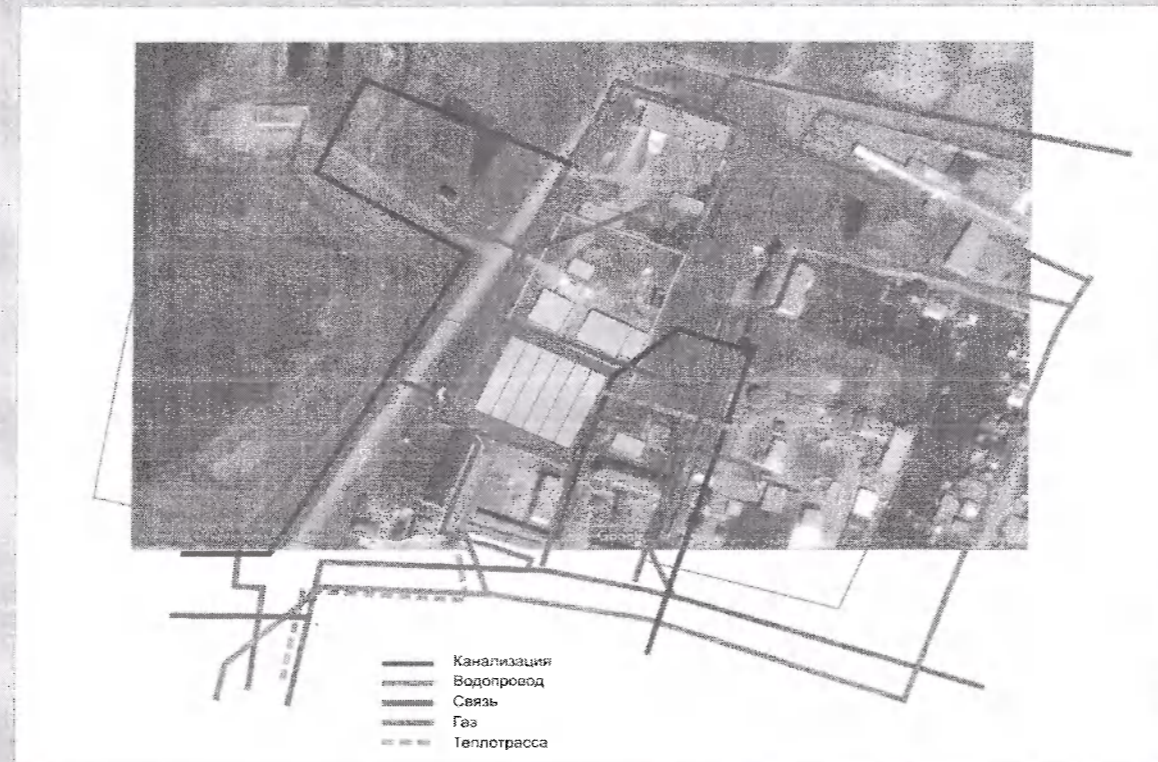 Канализация
Водопровод
Связь
Газ
Теплотрасса